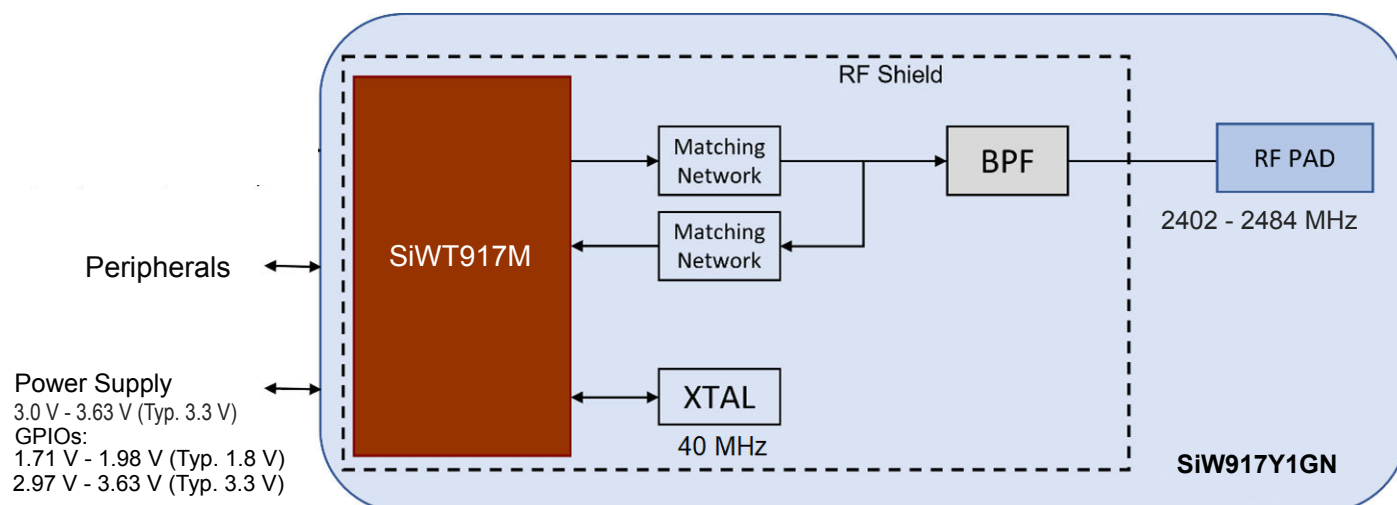 RF Shield
Matching
Network
BPF
RF PAD
2402 - 2484 MHz
Matching
Network
SiWT917M
Peripherals
Power Supply
3.0 V - 3.63 V (Typ. 3.3 V)
GPIOs:
1.71 V - 1.98 V (Typ. 1.8 V)
2.97 V - 3.63 V (Typ. 3.3 V)
XTAL
40 MHz
SiW917Y1GN